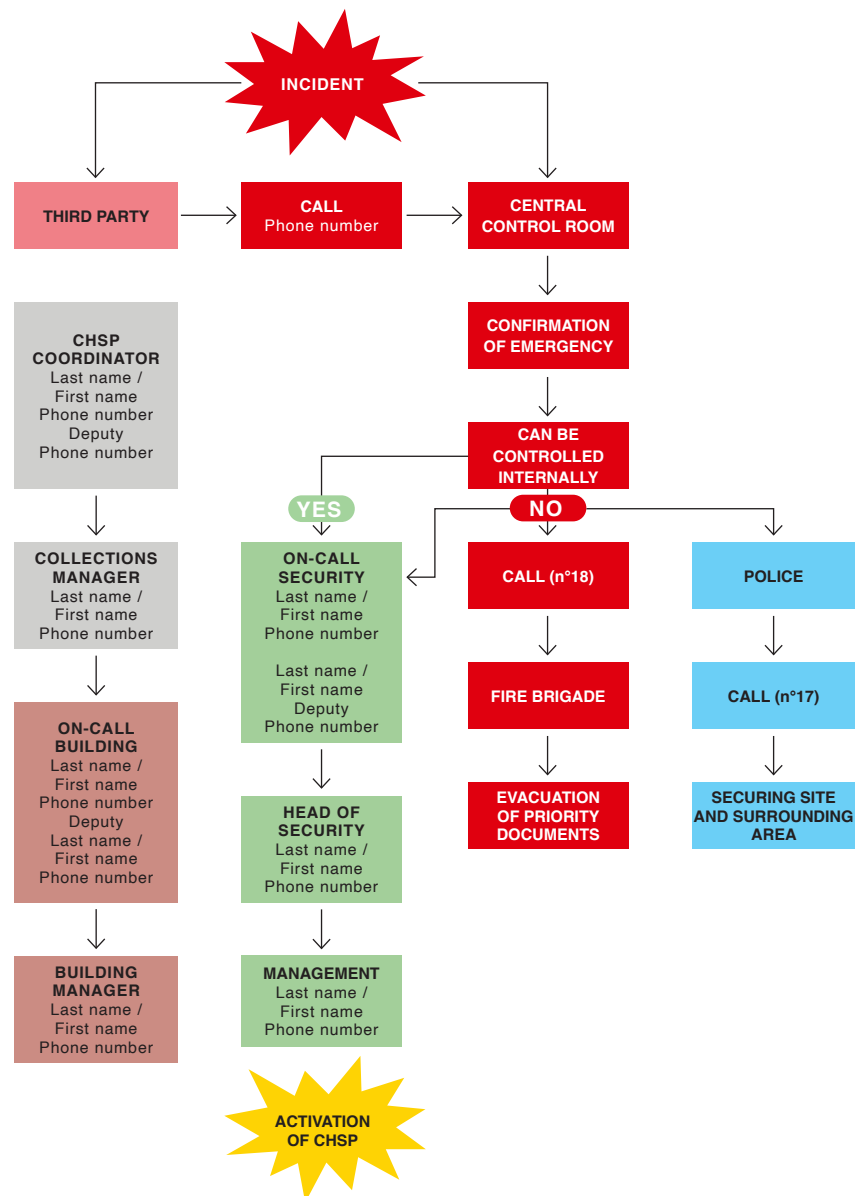 INCIDENT
THIRD PARTY
CALL
Phone number
CENTRAL
CONTROL ROOM
CONFIRMATION
OF EMERGENCY
CAN BE
CONTROLLED
INTERNALLY
YES
NO
CHSP
COORDINATOR
Last name /
First name
Phone number
Deputy
Phone number
COLLECTIONS
MANAGER
Last name /
First name
Phone number
ON-CALL
BUILDING
Last name /
First name
Phone number
Deputy
Last name /
First name
Phone number
BUILDING
MANAGER
Last name /
First name
Phone number
ON-CALL
SECURITY
Last name /
First name
Phone number
Last name /
First name
Deputy
Phone number
HEAD OF
SECURITY
Last name /
First name
Phone number
MANAGEMENT
Last name /
First name
Phone number
ACTIVATION
OF CHSP
CALL (n°18)
FIRE BRIGADE
EVACUATION
OF PRIORITY
DOCUMENTS
POLICE
CALL (n°17)
SECURING SITE
AND SURROUNDING
AREA